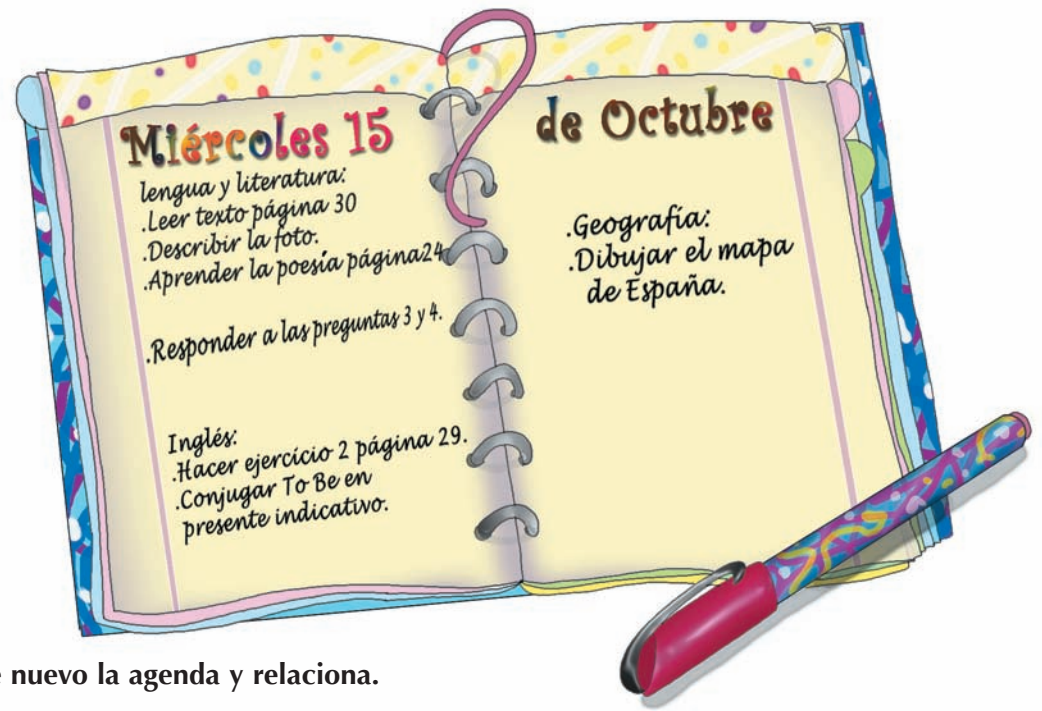 Miércoles 15
lengua y literatura:
.Leer texto página 30
.Describir la foto.
.Aprender la poesía página24
.Responder a las preguntas 3 y 4.
Inglés:
.Hacer ejercicio 2 página 29.
.Conjugar To Be en
presente indicativo.
de Octubre
.Geografía:
.Dibujar el mapa
de España.
nuevo la agenda y relaciona.